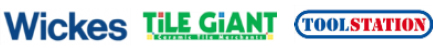 Wickes TILE GIANT TOOLSTATION
Ceramic Tile Merchants